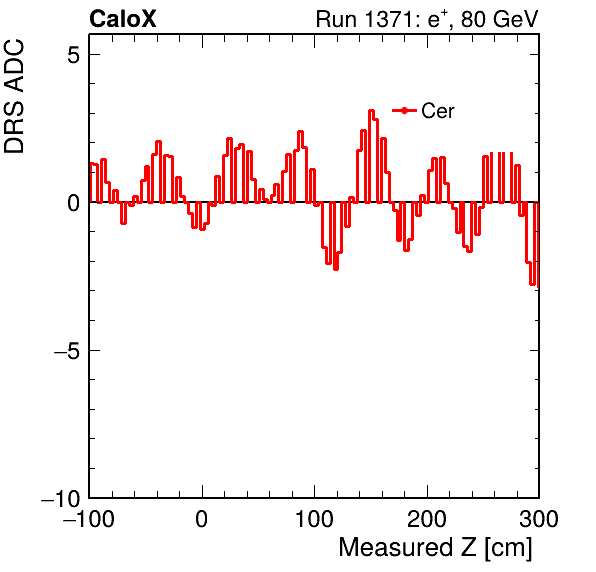 CaloX
Run 1371: e⁺, 80 GeV
DRS ADC
5
Cer
0
−5
−10
−100 0 100 200 300
Measured Z [cm]